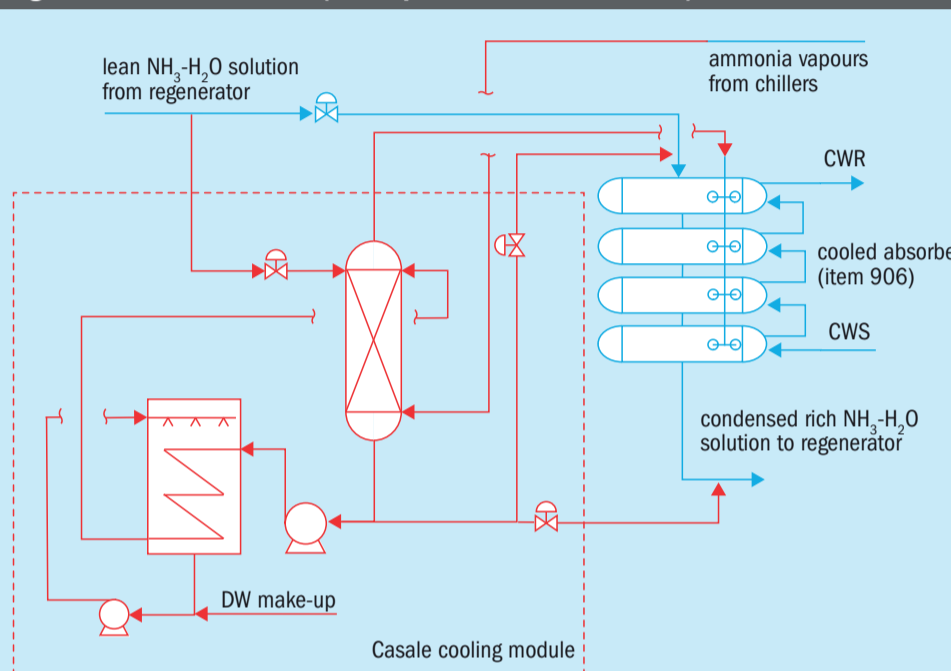 lean NH₃-H₂O solution
from regenerator
ammonia vapours
from chillers
CWR
cooled absorbe
(item 906)
CWS
condensed rich NH₃-H₂O
solution to regenerator
DW make-up
Casale cooling module